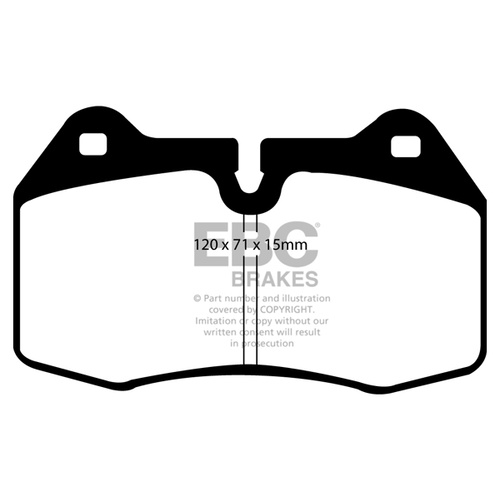 120 x 71 x 15mm
EBC
BRAKES
© Part number and illustration
covered by COPYRIGHT.
Imitation or copying without our
written consent will result
in prosecution